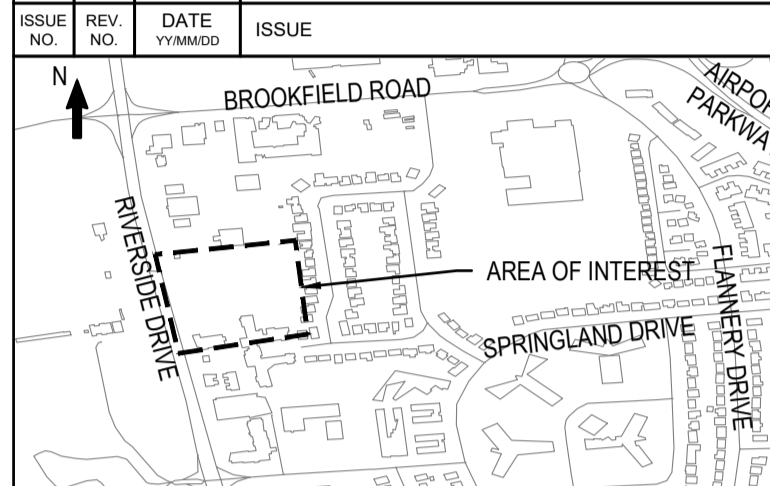 ISSUE NO.
REV. NO.
DATE
YY/MM/DD
ISSUE
N
BROOKFIELD ROAD
RIVERSIDE DRIVE
AREA OF INTEREST
SPRINGLAND DRIVE
FLANNERY DRIVE